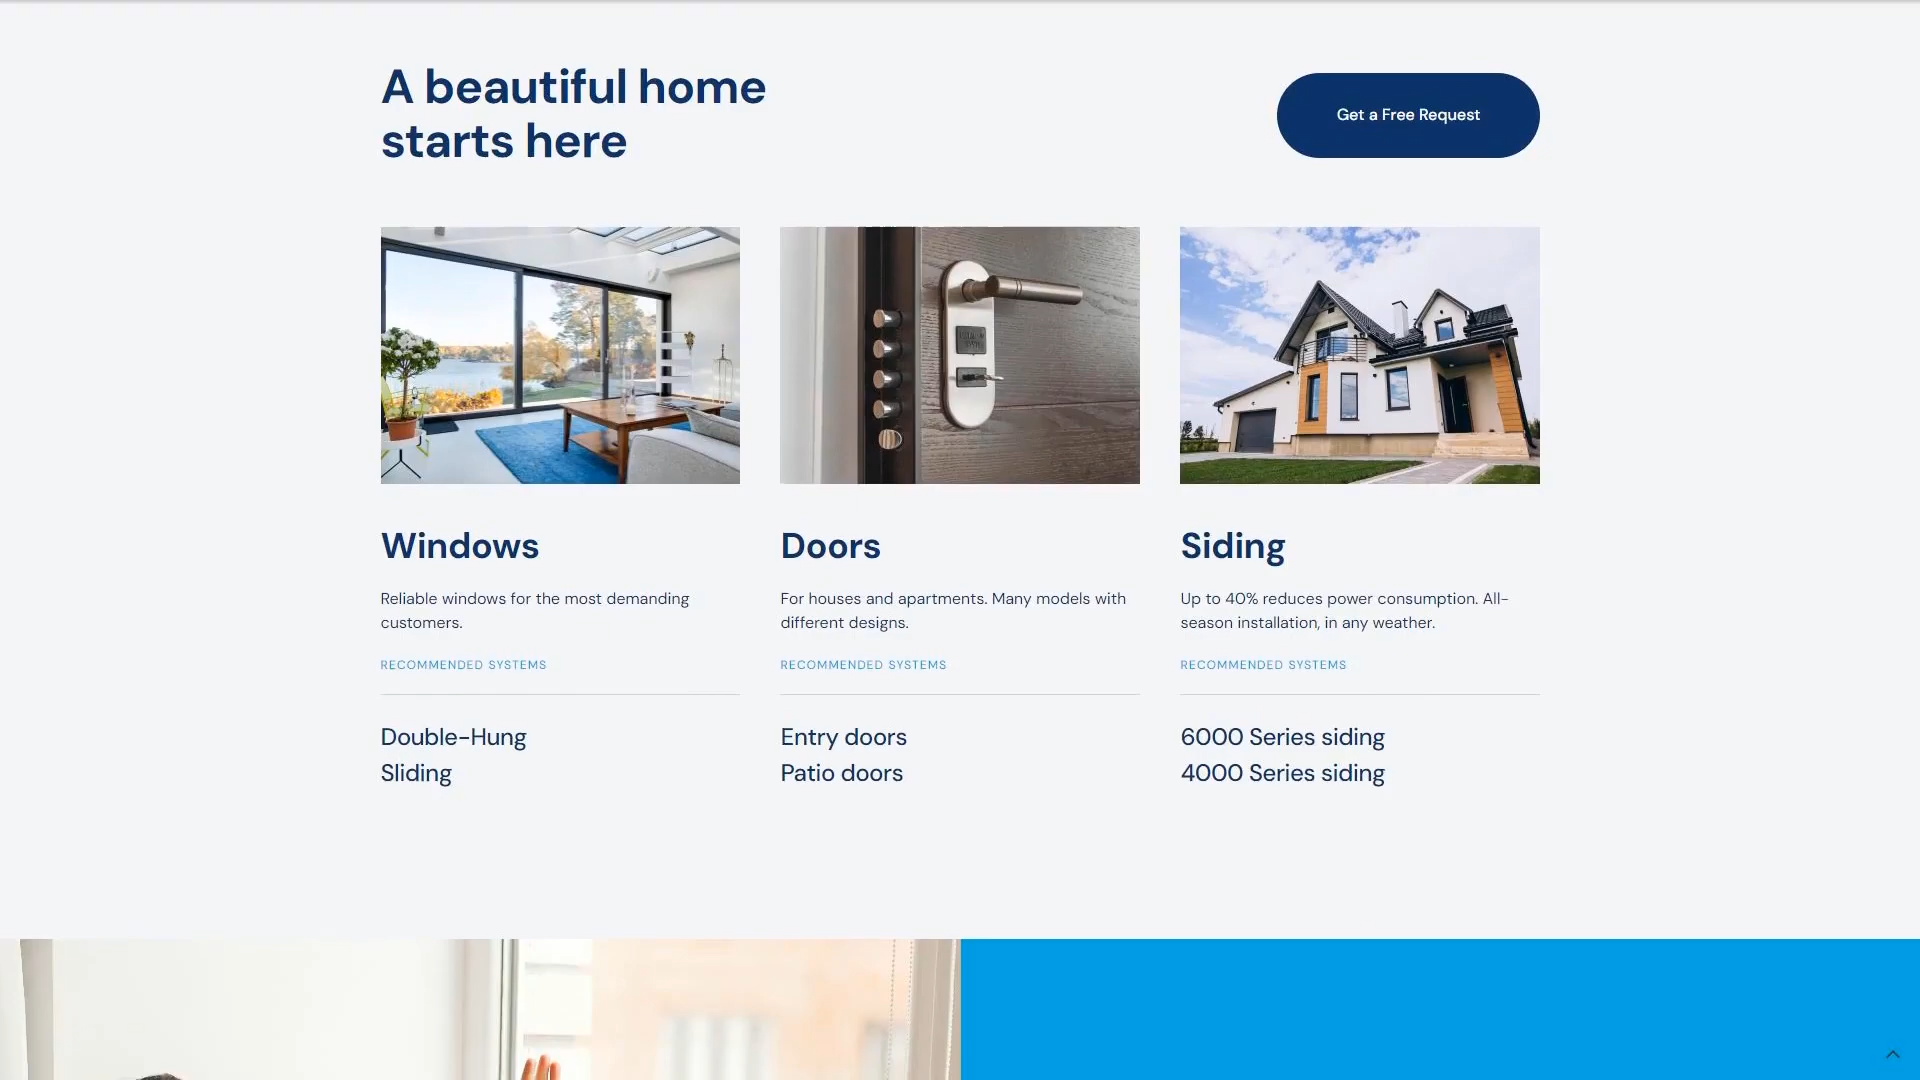 A beautiful home
starts here
Get a Free Request
Windows
Reliable windows for the most demanding
customers.
RECOMMENDED SYSTEMS
Double-Hung
Sliding
Doors
For houses and apartments. Many models with
different designs.
RECOMMENDED SYSTEMS
Entry doors
Patio doors
Siding
Up to 40% reduces power consumption. All-
season installation, in any weather.
RECOMMENDED SYSTEMS
6000 Series siding
4000 Series siding